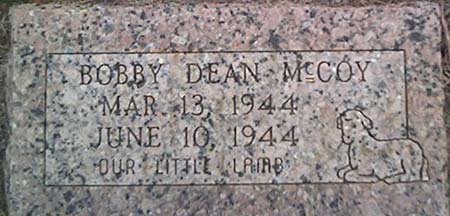 BOBBY DEAN McCOY
MAR. 13, 1944
JUNE 10, 1944
OUR LITTLE LAMB